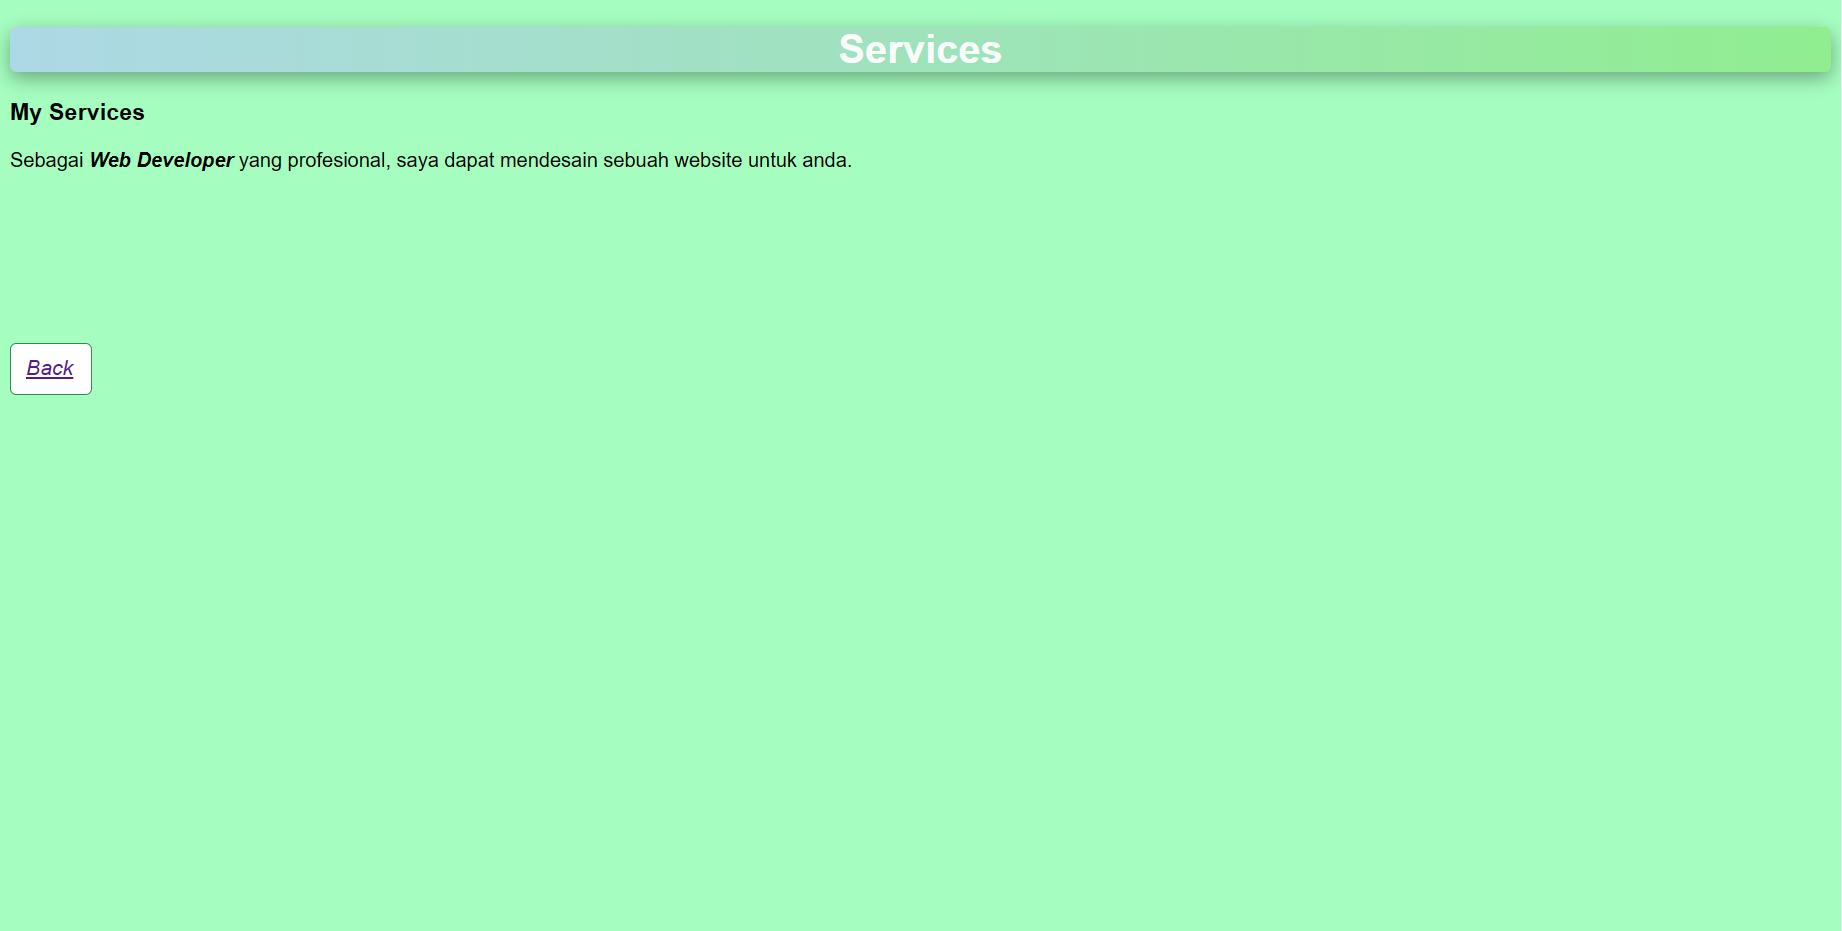 Services
My Services
Sebagai Web Developer yang profesional, saya dapat mendesain sebuah website untuk anda.
Back